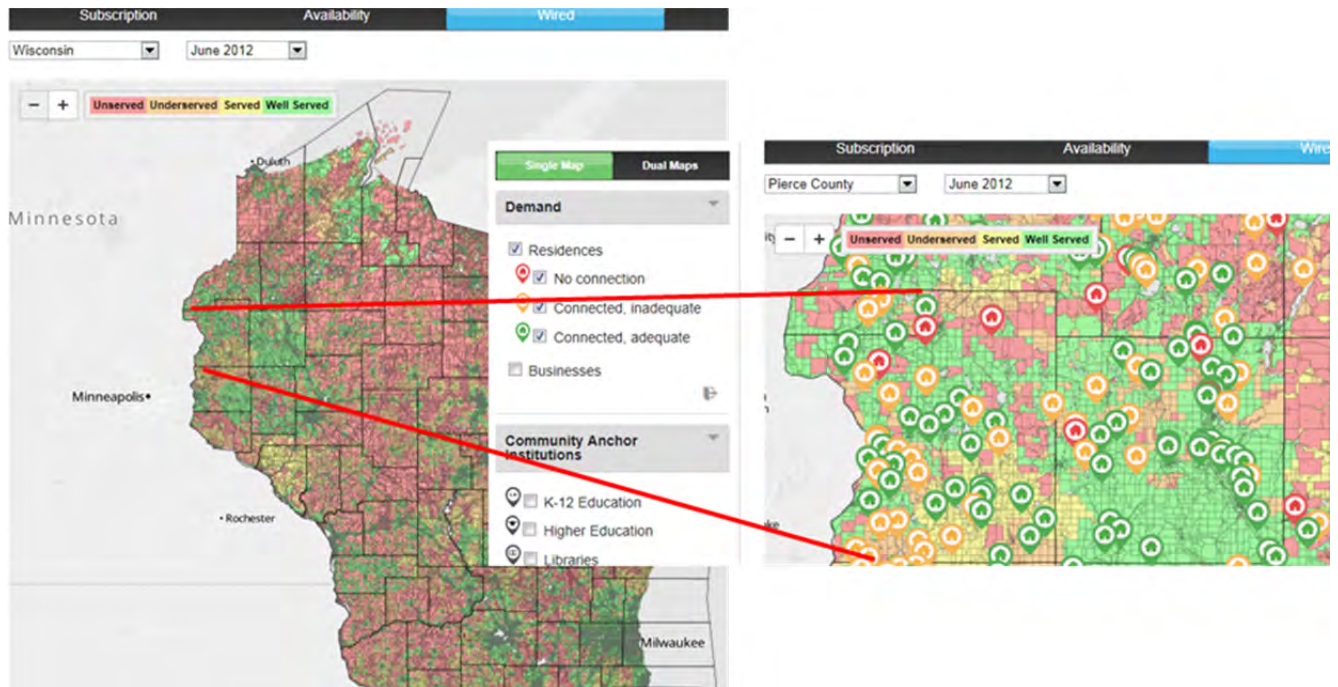 Subscription Availability Wired
Wisconsin June 2012
− + Unserved Underserved Served Well Served
Duluth
Minnesota
Minneapolis
Rochester
Milwaukee
Single Map Dual Maps
Demand
Residences
No connection
Connected, inadequate
Connected, adequate
Businesses
Community Anchor
Institutions
K-12 Education
Higher Education
Libraries
Subscription Availability Wire
Pierce County June 2012
− + Unserved Underserved Served Well Served